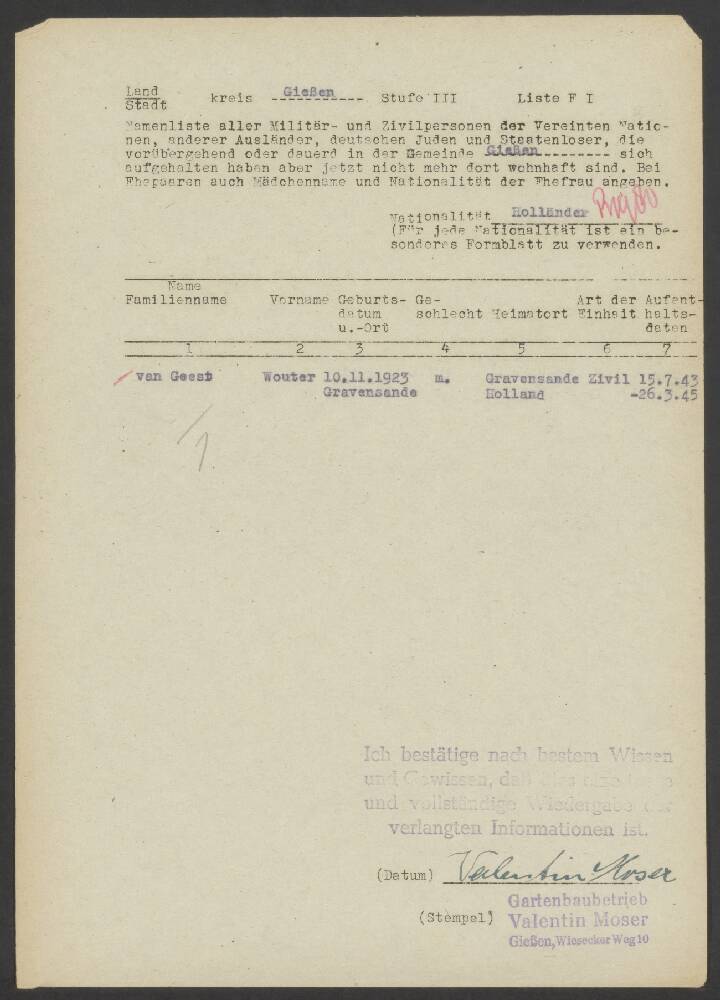 Land
Stadt kreis Gießen Stufe III Liste F I
Namenliste aller Militär- und Zivilpersonen der Vereinten Natio-
nen, anderer Ausländer, deutschen Juden und Staatenloser, die
vorübergehend oder dauerd in der Gemeinde Gießen sich
aufgehalten haben aber jetzt nicht mehr dort wohnhaft sind. Bei
Ehepaaren auch Mädchenname und Nationalität der Ehefrau angeben.
Nationalität Holländer
(Für jede Nationalität ist ein be-
sonderes Formblatt zu verwenden.
Name
Familienname Vorname Geburts- Ge- Art der Aufent-
datum schlecht Heimatort Einheit halts-
u.-Ort daten
1 2 3 4 5 6 7
van Geest Wouter 10.11.1923 m. Gravensande Zivil 15.7.43
Gravensande Holland -26.3.45
1
Ich bestätige nach bestem Wissen
und Gewissen, daß dies eine
und vollständige Wiedergabe der
verlangten Informationen ist.
(Datum) Valentin Moser
Gartenbaubetrieb
(Stempel) Valentin Moser
Gießen, Wiesecker Weg 10